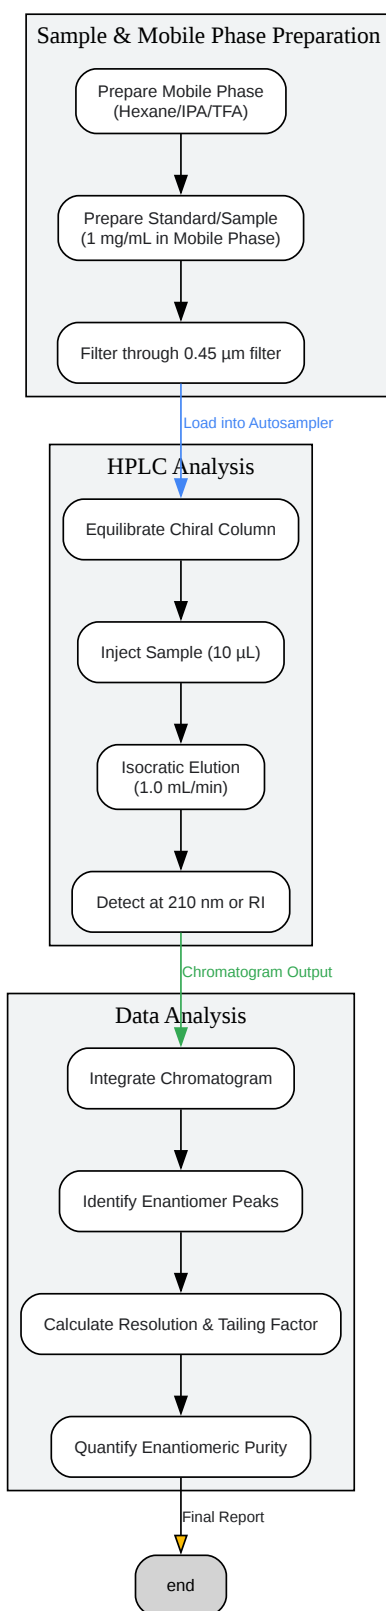 Sample & Mobile Phase Preparation
Prepare Mobile Phase
(Hexane/IPA/TFA)
Prepare Standard/Sample
(1 mg/mL in Mobile Phase)
Filter through 0.45 µm filter
Load into Autosampler
HPLC Analysis
Equilibrate Chiral Column
Inject Sample (10 µL)
Isocratic Elution
(1.0 mL/min)
Detect at 210 nm or RI
Chromatogram Output
Data Analysis
Integrate Chromatogram
Identify Enantiomer Peaks
Calculate Resolution & Tailing Factor
Quantify Enantiomeric Purity
Final Report
end